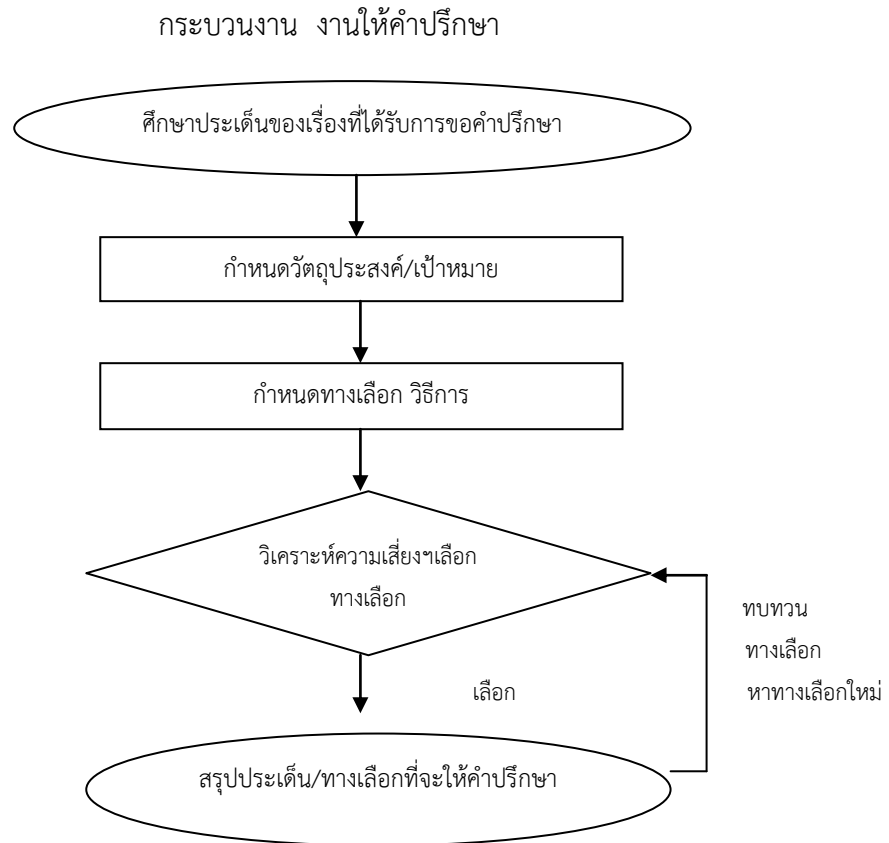 กระบวนงาน งานให้คำปรึกษา
ศึกษาประเด็นของเรื่องที่ได้รับการขอคำปรึกษา
กำหนดวัตถุประสงค์/เป้าหมาย
กำหนดทางเลือก วิธีการ
วิเคราะห์ความเสี่ยงฯเลือก
ทางเลือก
ทบทวน
ทางเลือก
หาทางเลือกใหม่
เลือก
สรุปประเด็น/ทางเลือกที่จะให้คำปรึกษา